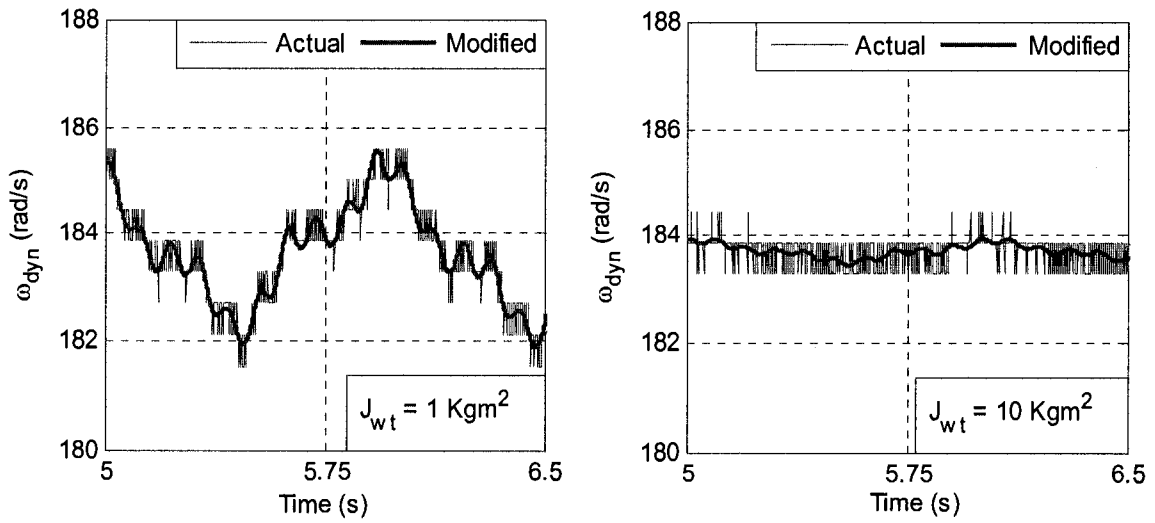 188
Actual Modified
186
184
182
180
ω_dyn (rad/s)
J_wt = 1 Kgm²
5 5.75 6.5
Time (s)
188
Actual Modified
186
184
182
180
ω_dyn (rad/s)
J_wt = 10 Kgm²
5 5.75 6.5
Time (s)